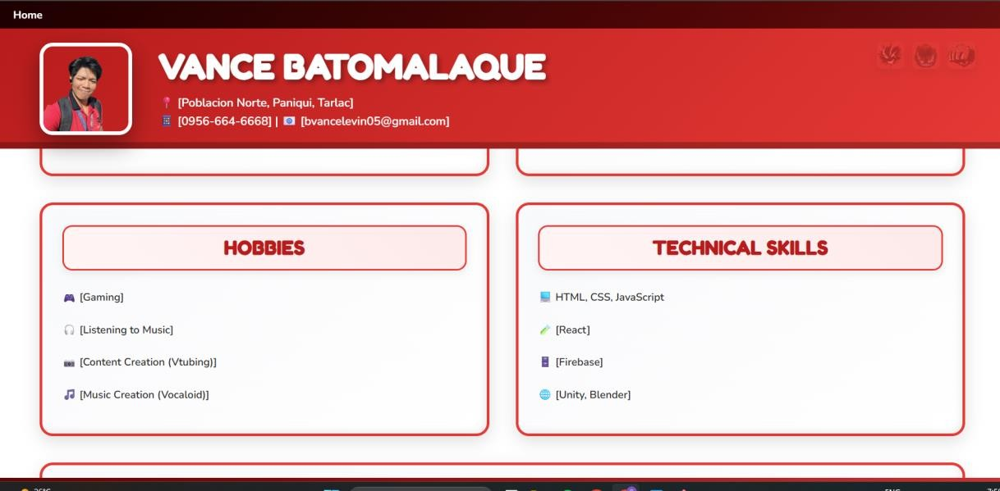 Home
VANCE BATOMALAQUE
[Poblacion Norte, Paniqui, Tarlac]
[0956-664-6668] | [bvancelevin05@gmail.com]
HOBBIES
[Gaming]
[Listening to Music]
[Content Creation (Vtubing)]
[Music Creation (Vocaloid)]
TECHNICAL SKILLS
HTML, CSS, JavaScript
[React]
[Firebase]
[Unity, Blender]